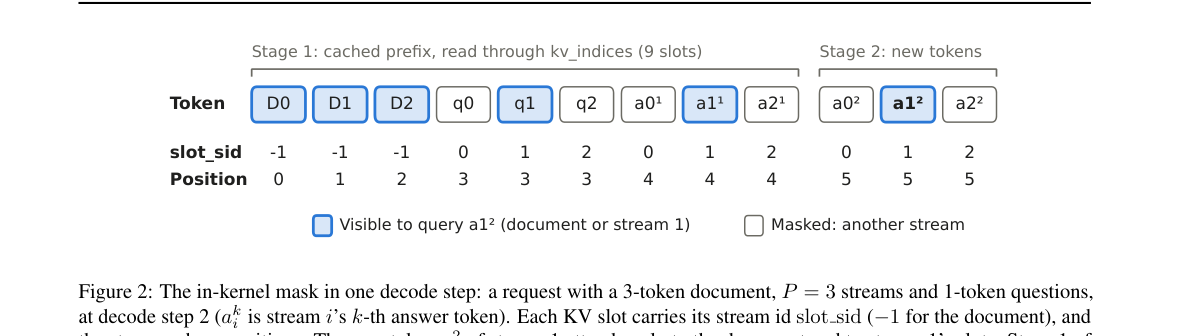 Stage 1: cached prefix, read through kv_indices (9 slots) Stage 2: new tokens
Token D0 D1 D2 q0 q1 q2 a0¹ a1¹ a2¹ a0² a1² a2²
slot_sid -1 -1 -1 0 1 2 0 1 2 0 1 2
Position 0 1 2 3 3 3 4 4 4 5 5 5
Visible to query a1² (document or stream 1) Masked: another stream
Figure 2: The in-kernel mask in one decode step: a request with a 3-token document, P = 3 streams and 1-token questions,
at decode step 2 (a_i^k is stream i's k-th answer token). Each KV slot carries its stream id slot_sid (−1 for the document), and